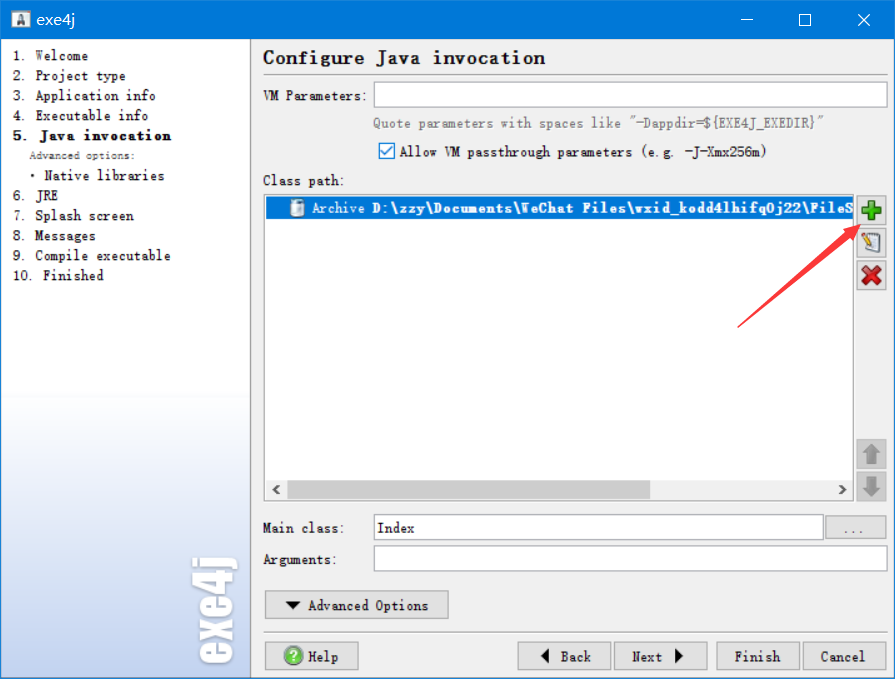 exe4j
1. Welcome
2. Project type
3. Application info
4. Executable info
5. Java invocation
Advanced options:
• Native libraries
6. JRE
7. Splash screen
8. Messages
9. Compile executable
10. Finished
exe4j
Configure Java invocation
VM Parameters:
Quote parameters with spaces like "-Dappdir=${EXE4J_EXEDIR}"
Allow VM passthrough parameters (e.g. -J-Xmx256m)
Class path:
Archive D:\zzy\Documents\WeChat Files\wxid_kodd4lhifq0j22\FileS
Main class: Index ...
Arguments:
Advanced Options
Help Back Next Finish Cancel